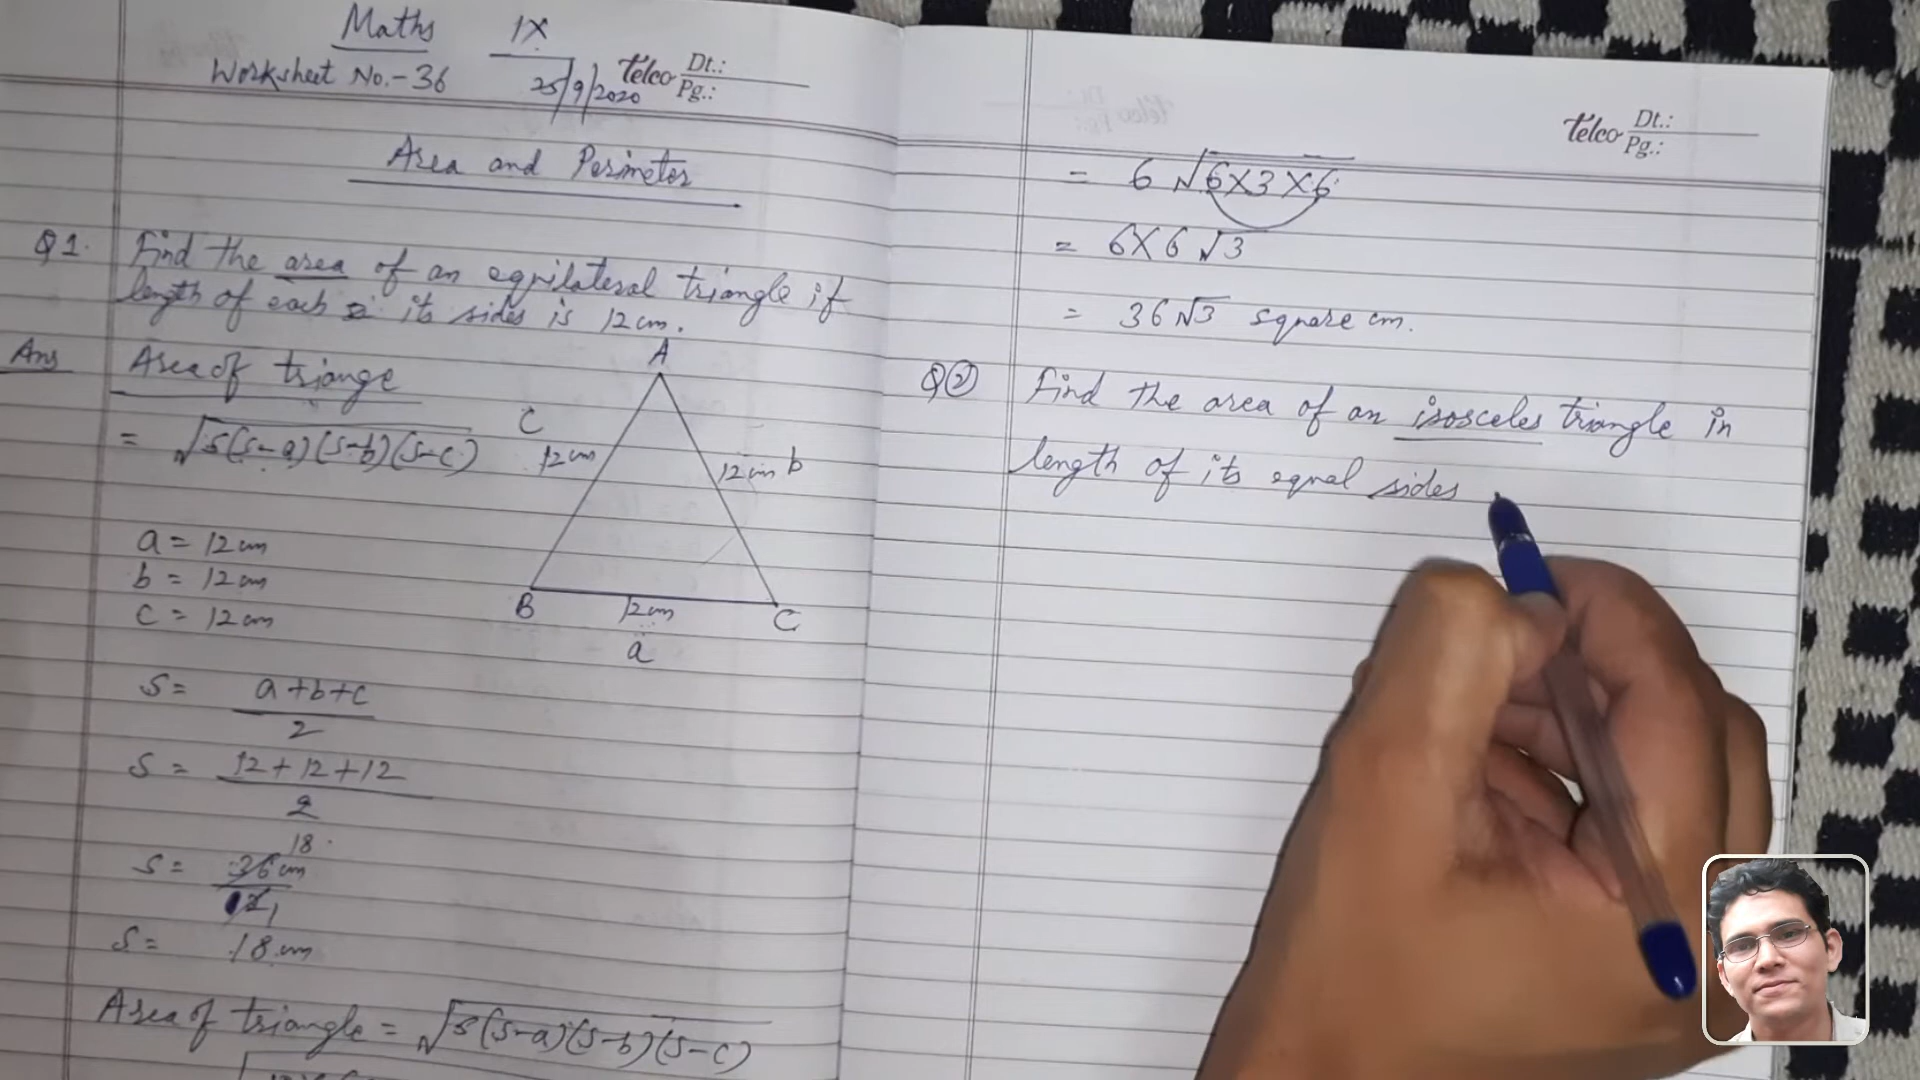 Maths IX
Worksheet No.-36 25/9/2020
Telco Dt.:
Pg.:
Area and Perimeter
Q1. Find the area of an equilateral triangle if
length of each its sides is 12 cm.
Ans Area of triange
= √s(s-a)(s-b)(s-c)
A
C
12 cm
12 cm b
B
12 cm
C
a
a = 12 cm
b = 12 cm
c = 12 cm
s = a+b+c
2
s = 12+12+12
2
18
s = 36 cm
2 1
s = 18 cm
Area of triangle = √s(s-a)(s-b)(s-c)
Telco Dt.:
Pg.:
= 6 √6×3×6
= 6×6 √3
= 36√3 square cm.
Q2 Find the area of an isosceles triangle in
length of its equal sides